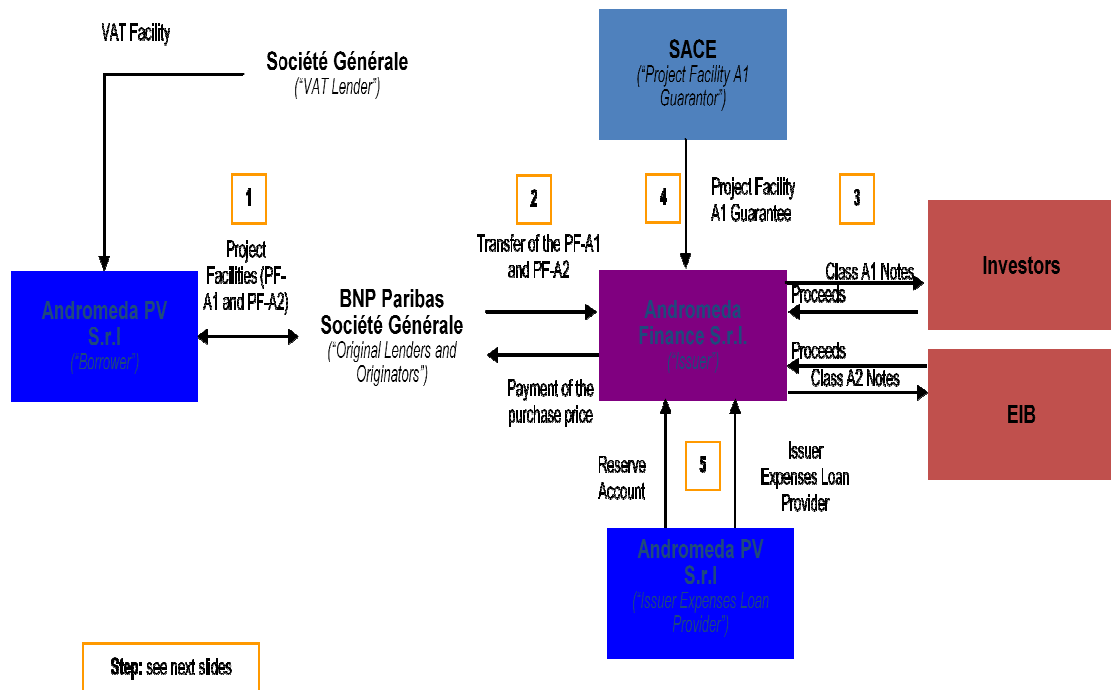 VAT Facility
Société Générale
("VAT Lender")
SACE
("Project Facility A1
Guarantor")
1
2
4
3
Project
Facilities (PF-
A1 and PF-A2)
Transfer of the PF-A1
and PF-A2
Project Facility
A1 Guarantee
Andromeda PV
S.r.l
("Borrower")
BNP Paribas
Société Générale
("Original Lenders and
Originators")
Payment of the
purchase price
Andromeda
Finance S.r.l.
("Issuer")
Class A1 Notes
Proceeds
Investors
Proceeds
Class A2 Notes
EIB
Reserve
Account
5
Issuer
Expenses Loan
Provider
Andromeda PV
S.r.l
("Issuer Expenses Loan
Provider")
Step: see next slides